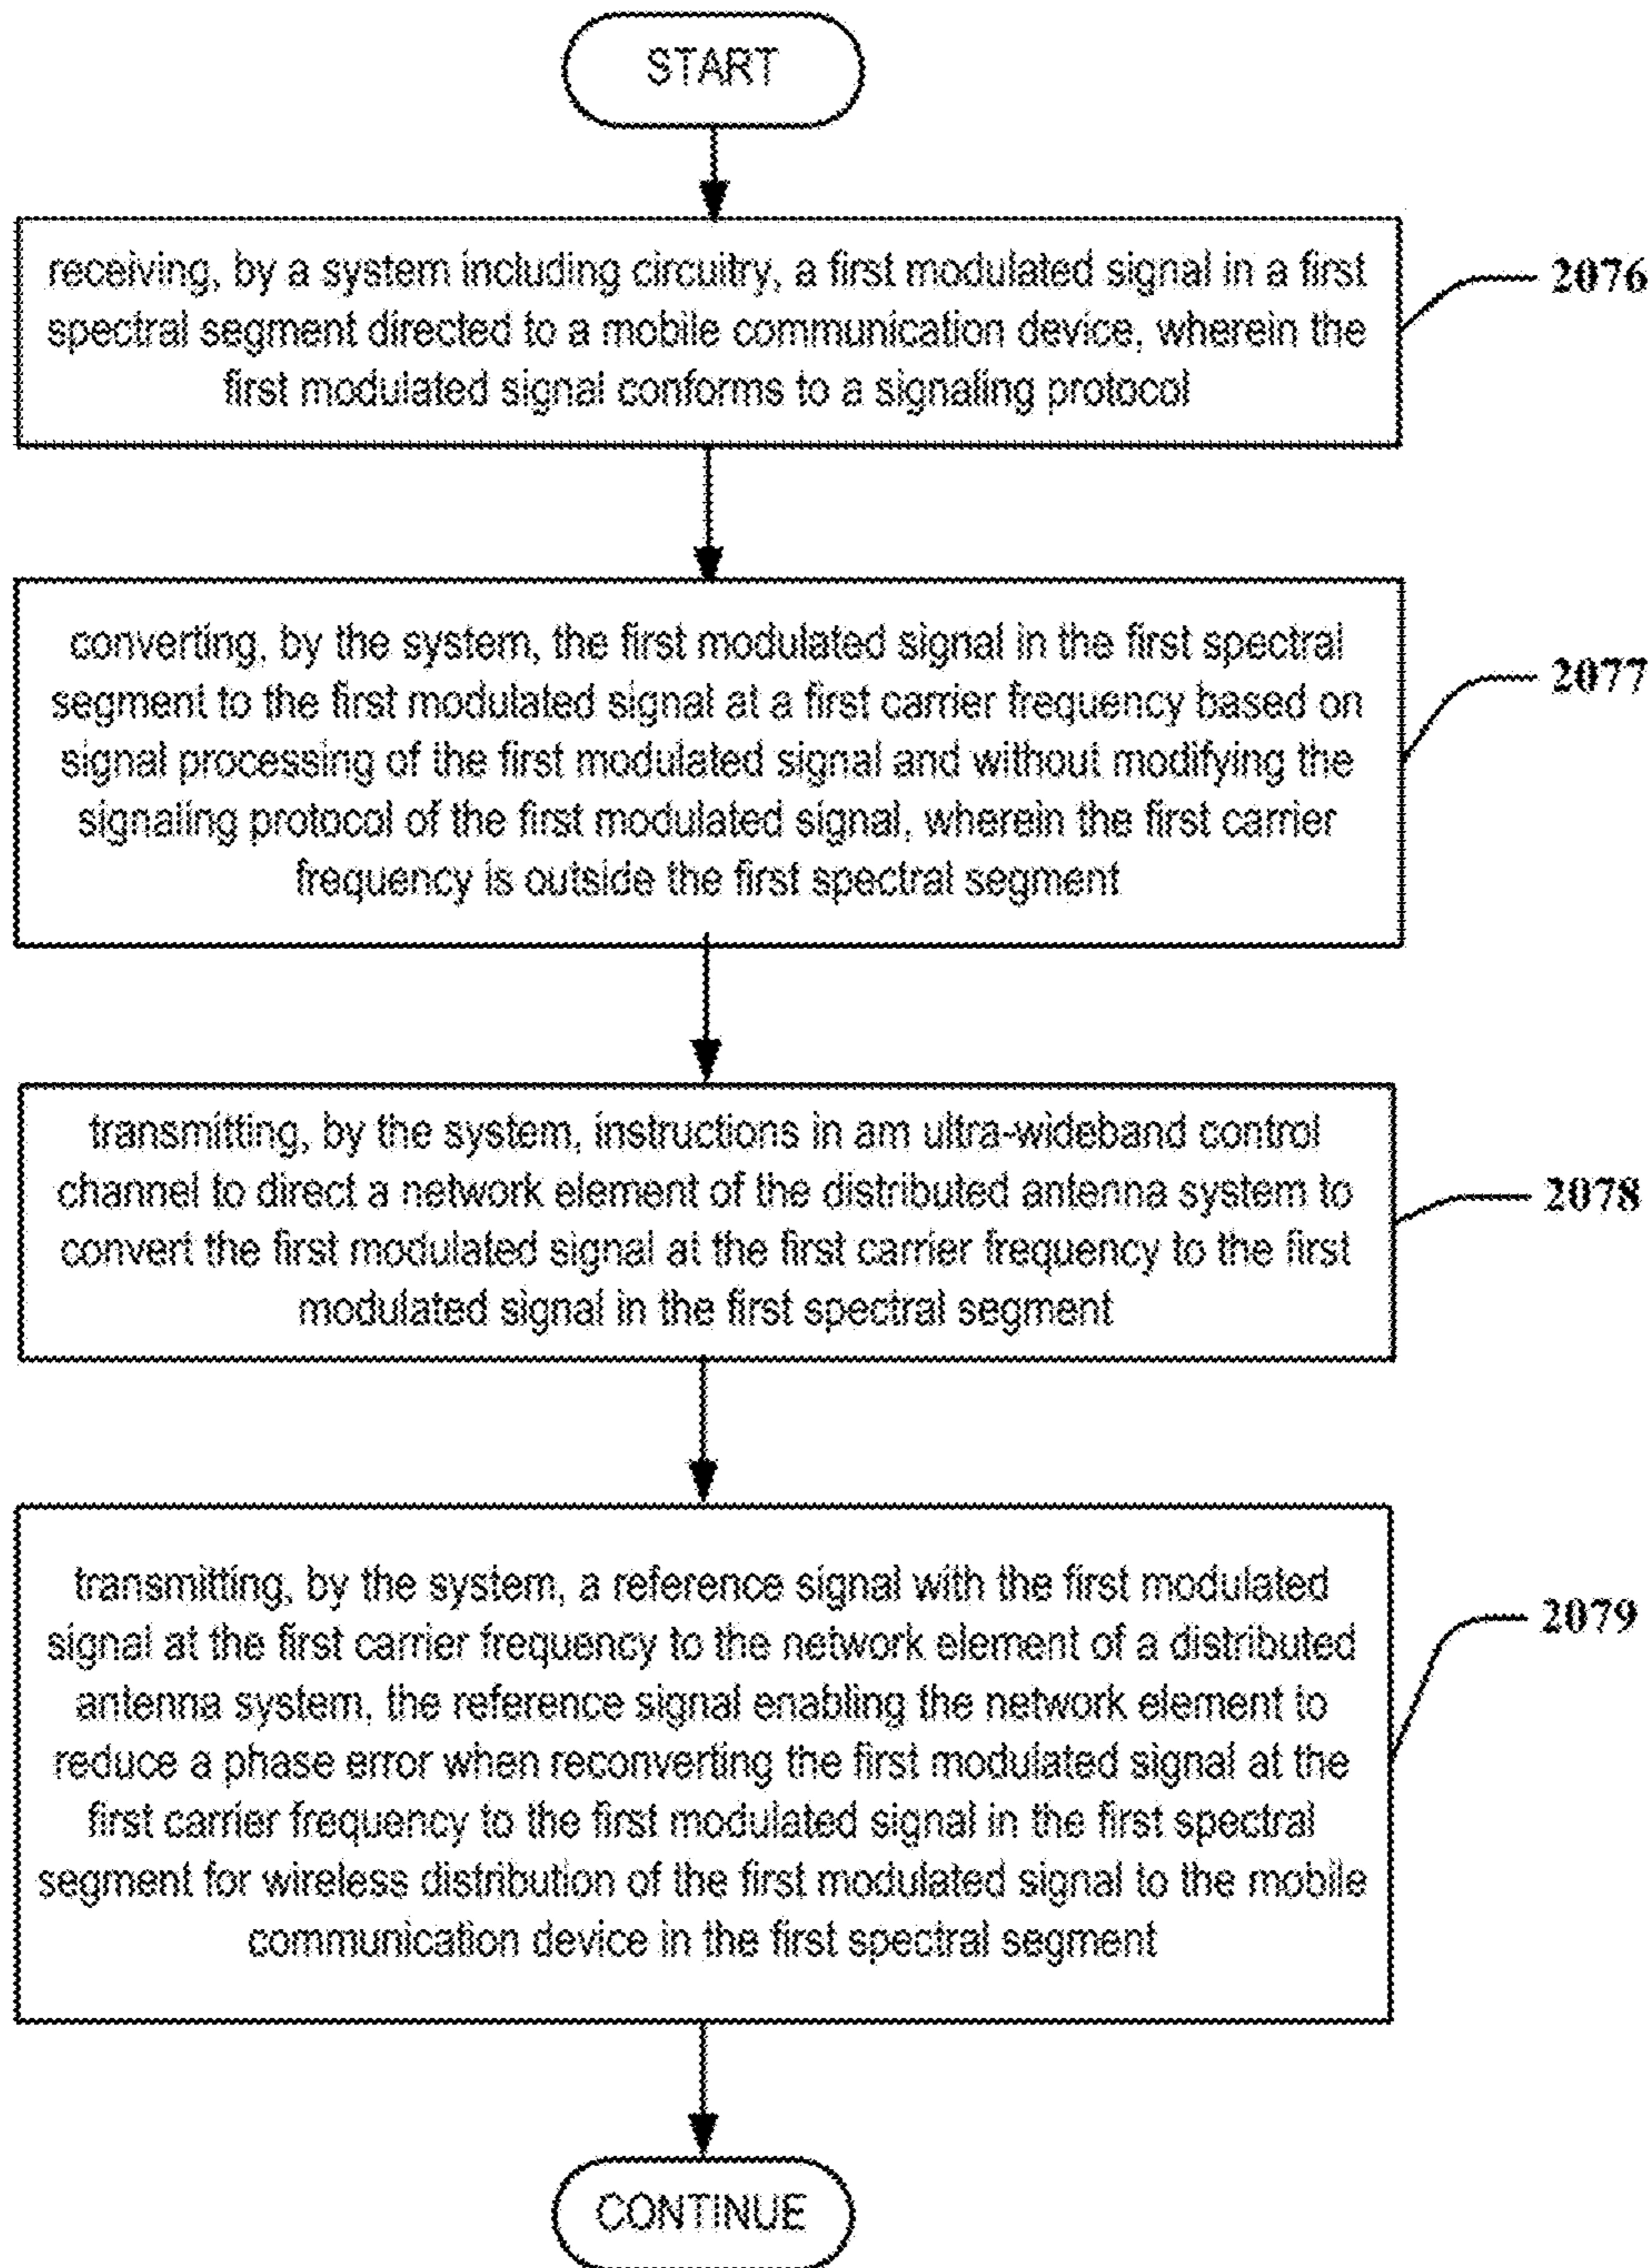 START
receiving, by a system including circuitry, a first modulated signal in a first
spectral segment directed to a mobile communication device, wherein the
first modulated signal conforms to a signaling protocol
2076
converting, by the system, the first modulated signal in the first spectral
segment to the first modulated signal at a first carrier frequency based on
signal processing of the first modulated signal and without modifying the
signaling protocol of the first modulated signal, wherein the first carrier
frequency is outside the first spectral segment
2077
transmitting, by the system, instructions in am ultra-wideband control
channel to direct a network element of the distributed antenna system to
convert the first modulated signal at the first carrier frequency to the first
modulated signal in the first spectral segment
2078
transmitting, by the system, a reference signal with the first modulated
signal at the first carrier frequency to the network element of a distributed
antenna system, the reference signal enabling the network element to
reduce a phase error when reconverting the first modulated signal at the
first carrier frequency to the first modulated signal in the first spectral
segment for wireless distribution of the first modulated signal to the mobile
communication device in the first spectral segment
2079
CONTINUE